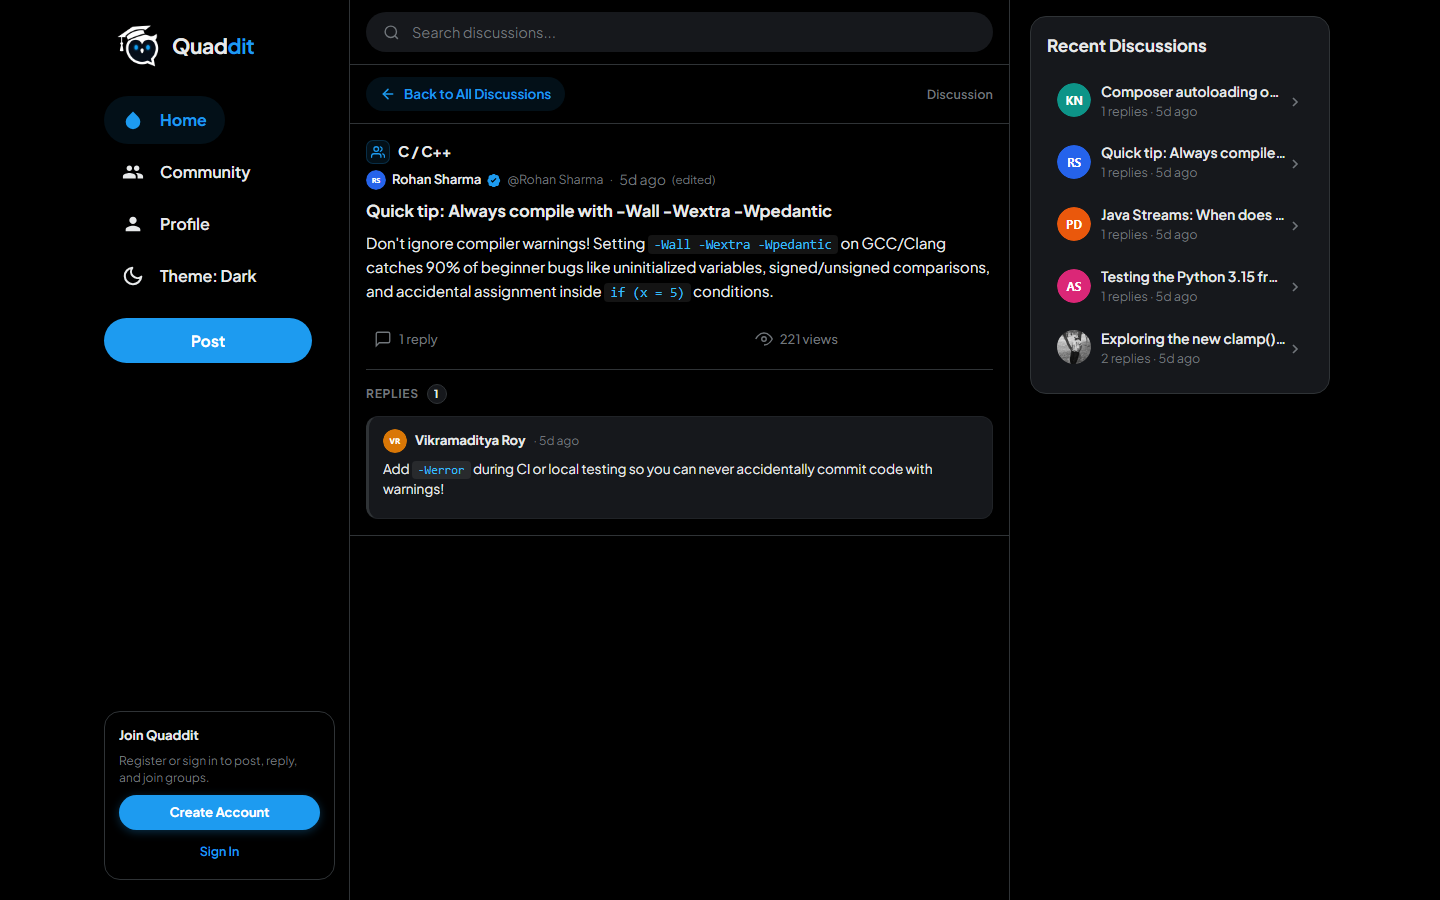 Quaddit
Home
Community
Profile
Theme: Dark
Post
Join Quaddit
Register or sign in to post, reply,
and join groups.
Create Account
Sign In
Search discussions...
Back to All Discussions
Discussion
C / C++
RS Rohan Sharma @Rohan Sharma · 5d ago (edited)
Quick tip: Always compile with -Wall -Wextra -Wpedantic
Don't ignore compiler warnings! Setting -Wall -Wextra -Wpedantic on GCC/Clang
catches 90% of beginner bugs like uninitialized variables, signed/unsigned comparisons,
and accidental assignment inside if (x = 5) conditions.
1 reply
221 views
REPLIES 1
VR Vikramaditya Roy · 5d ago
Add -Werror during CI or local testing so you can never accidentally commit code with
warnings!
Recent Discussions
KN
Composer autoloading o...
1 replies · 5d ago
RS
Quick tip: Always compile...
1 replies · 5d ago
PD
Java Streams: When does ...
1 replies · 5d ago
AS
Testing the Python 3.15 fr...
1 replies · 5d ago
Exploring the new clamp()...
2 replies · 5d ago